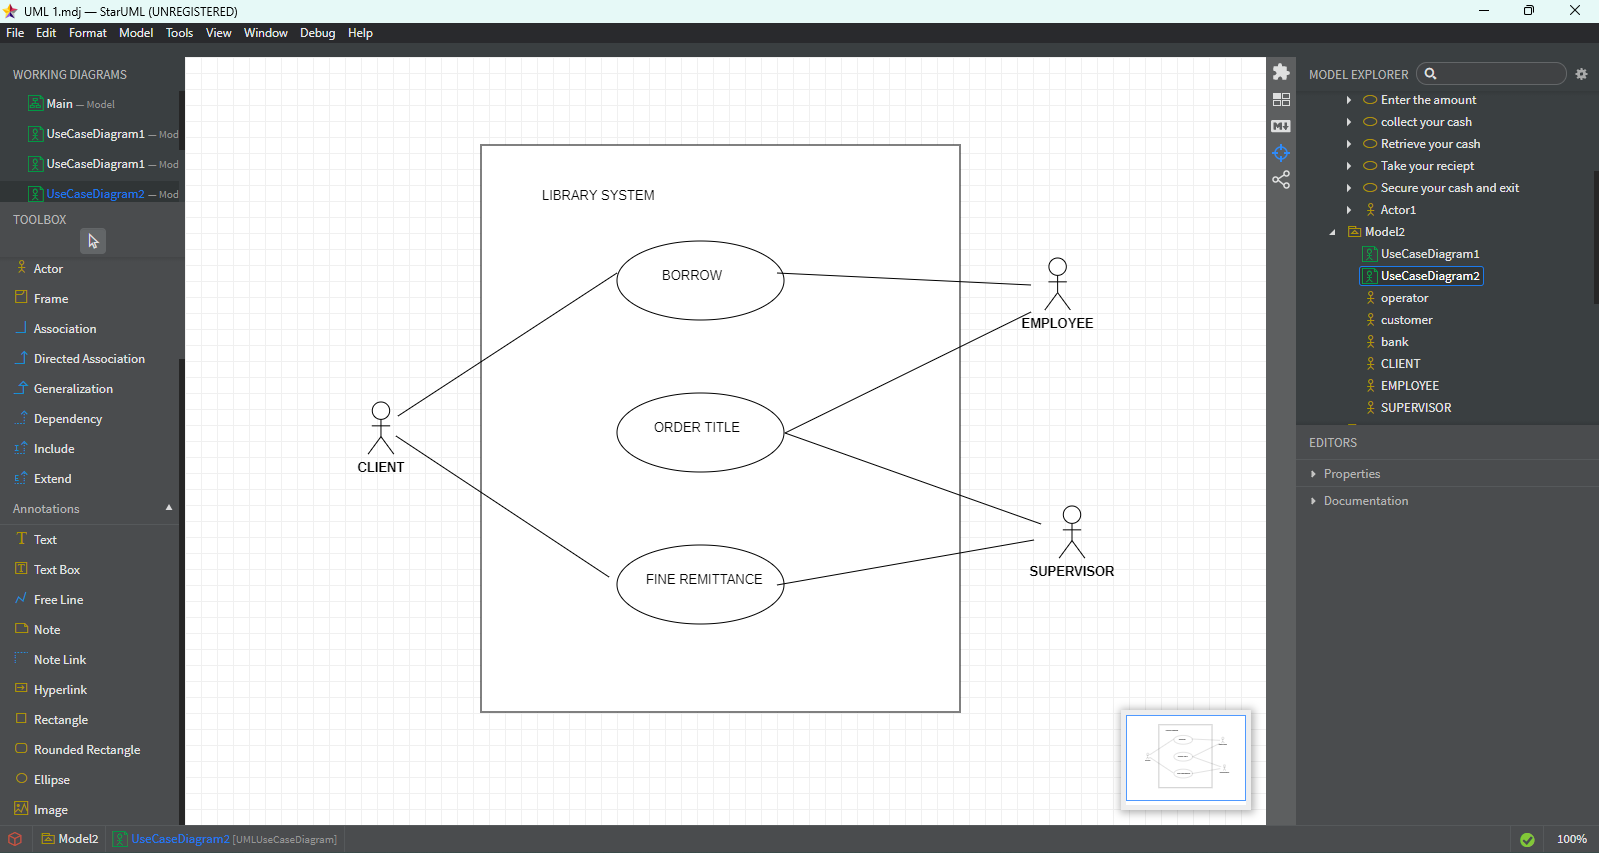 UML 1.mdj — StarUML (UNREGISTERED)
File Edit Format Model Tools View Window Debug Help
WORKING DIAGRAMS
Main — Model
UseCaseDiagram1 — Mod
UseCaseDiagram1 — Mod
UseCaseDiagram2 — Mod
TOOLBOX
Actor
Frame
Association
Directed Association
Generalization
Dependency
Include
Extend
Annotations
Text
Text Box
Free Line
Note
Note Link
Hyperlink
Rectangle
Rounded Rectangle
Ellipse
Image
LIBRARY SYSTEM
BORROW
EMPLOYEE
ORDER TITLE
CLIENT
SUPERVISOR
FINE REMITTANCE
MODEL EXPLORER
Enter the amount
collect your cash
Retrieve your cash
Take your reciept
Secure your cash and exit
Actor1
Model2
UseCaseDiagram1
UseCaseDiagram2
operator
customer
bank
CLIENT
EMPLOYEE
SUPERVISOR
EDITORS
Properties
Documentation
Model2 UseCaseDiagram2 [UMLUseCaseDiagram]
100%